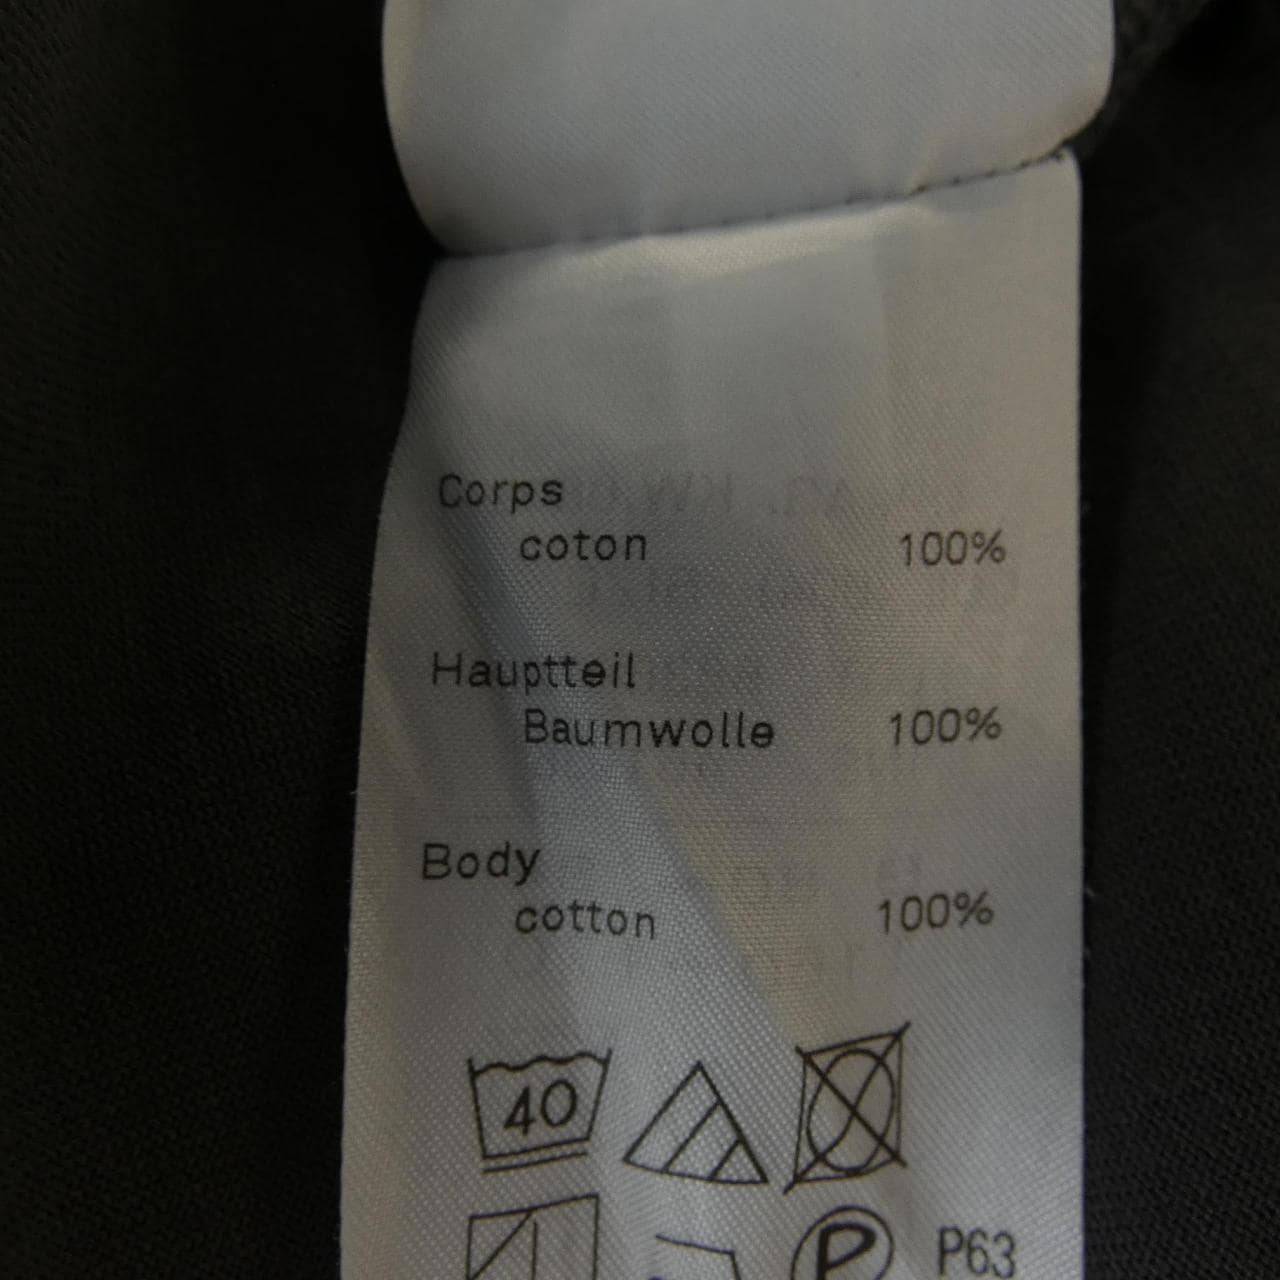 Corps
coton 100%
Hauptteil
Baumwolle 100%
Body
cotton 100%
40
P P63